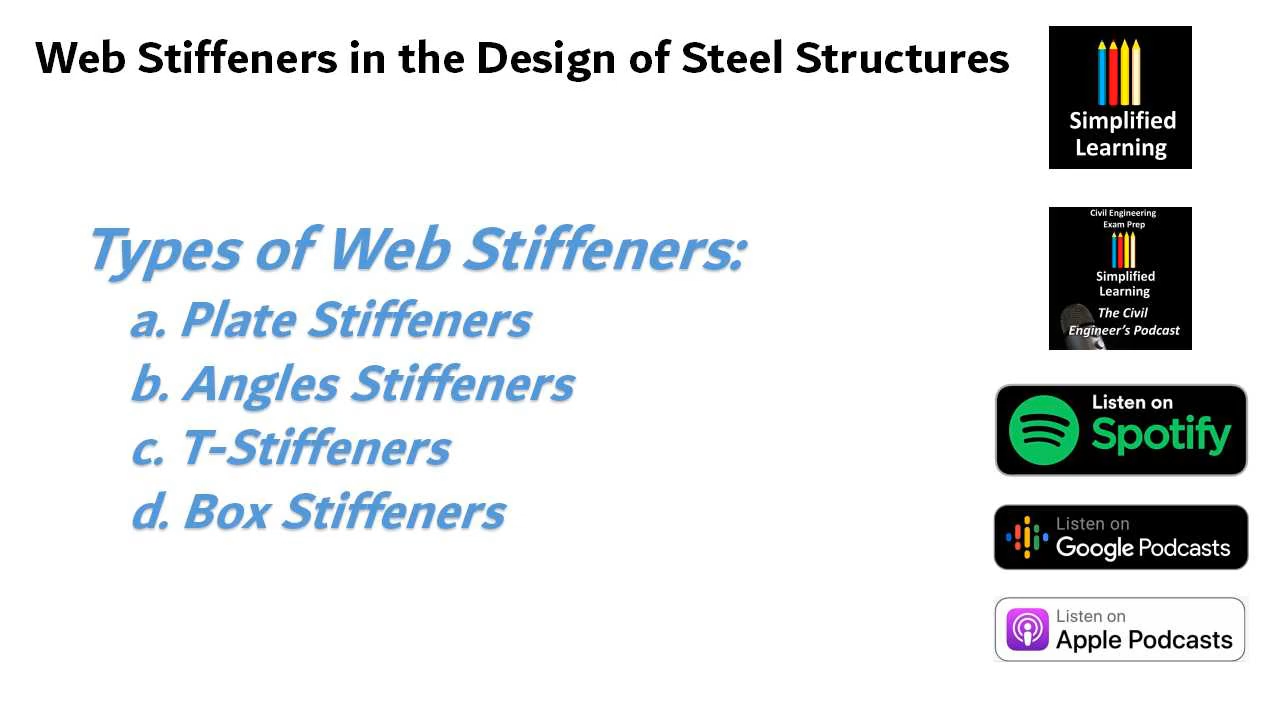 Web Stiffeners in the Design of Steel Structures
Simplified
Learning
Types of Web Stiffeners:
a. Plate Stiffeners
b. Angles Stiffeners
c. T-Stiffeners
d. Box Stiffeners
Civil Engineering
Exam Prep
Simplified
Learning
The Civil
Engineer's Podcast
Listen on
Spotify
Listen on
Google Podcasts
Listen on
Apple Podcasts